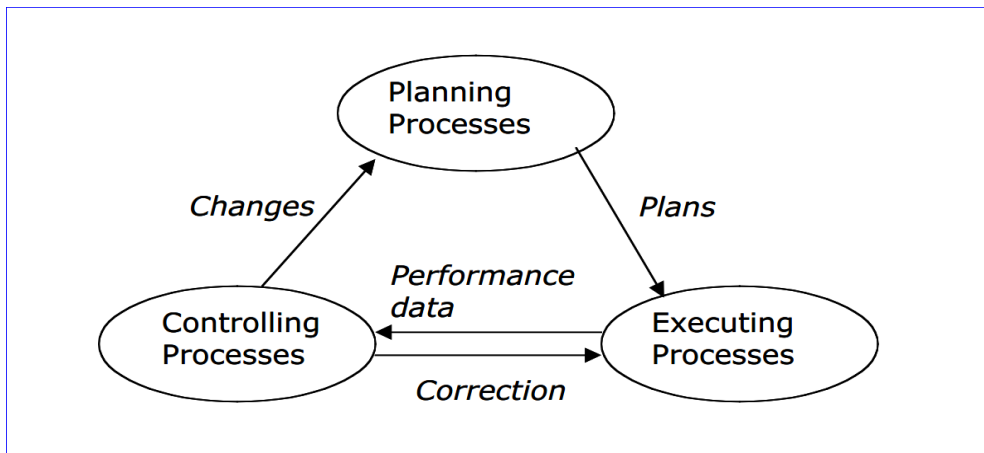 Planning
Processes
Changes
Plans
Performance
data
Controlling
Processes
Executing
Processes
Correction